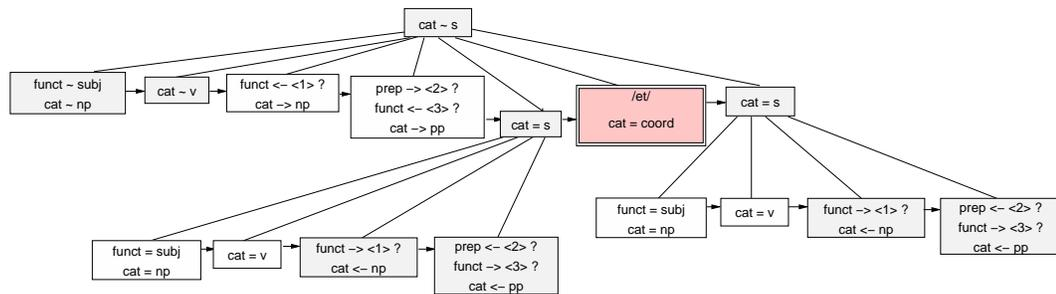 cat ~ s
funct ~ subj
cat ~ np
cat ~ v
funct <– <1> ?
cat –> np
prep –> <2> ?
funct <– <3> ?
cat –> pp
cat = s
/et/
cat = coord
cat = s
funct = subj
cat = np
cat = v
funct –> <1> ?
cat <– np
prep <– <2> ?
funct –> <3> ?
cat <– pp
funct = subj
cat = np
cat = v
funct –> <1> ?
cat <– np
prep <– <2> ?
funct –> <3> ?
cat <– pp